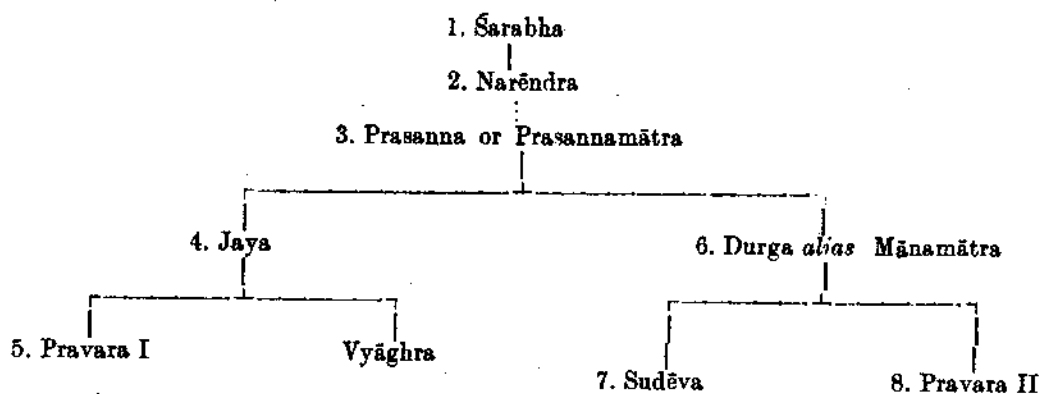 1. Śarabha
2. Narēndra
3. Prasanna or Prasannamātra
4. Jaya 6. Durga alias Mānamātra
5. Pravara I Vyāghra 7. Sudēva 8. Pravara II